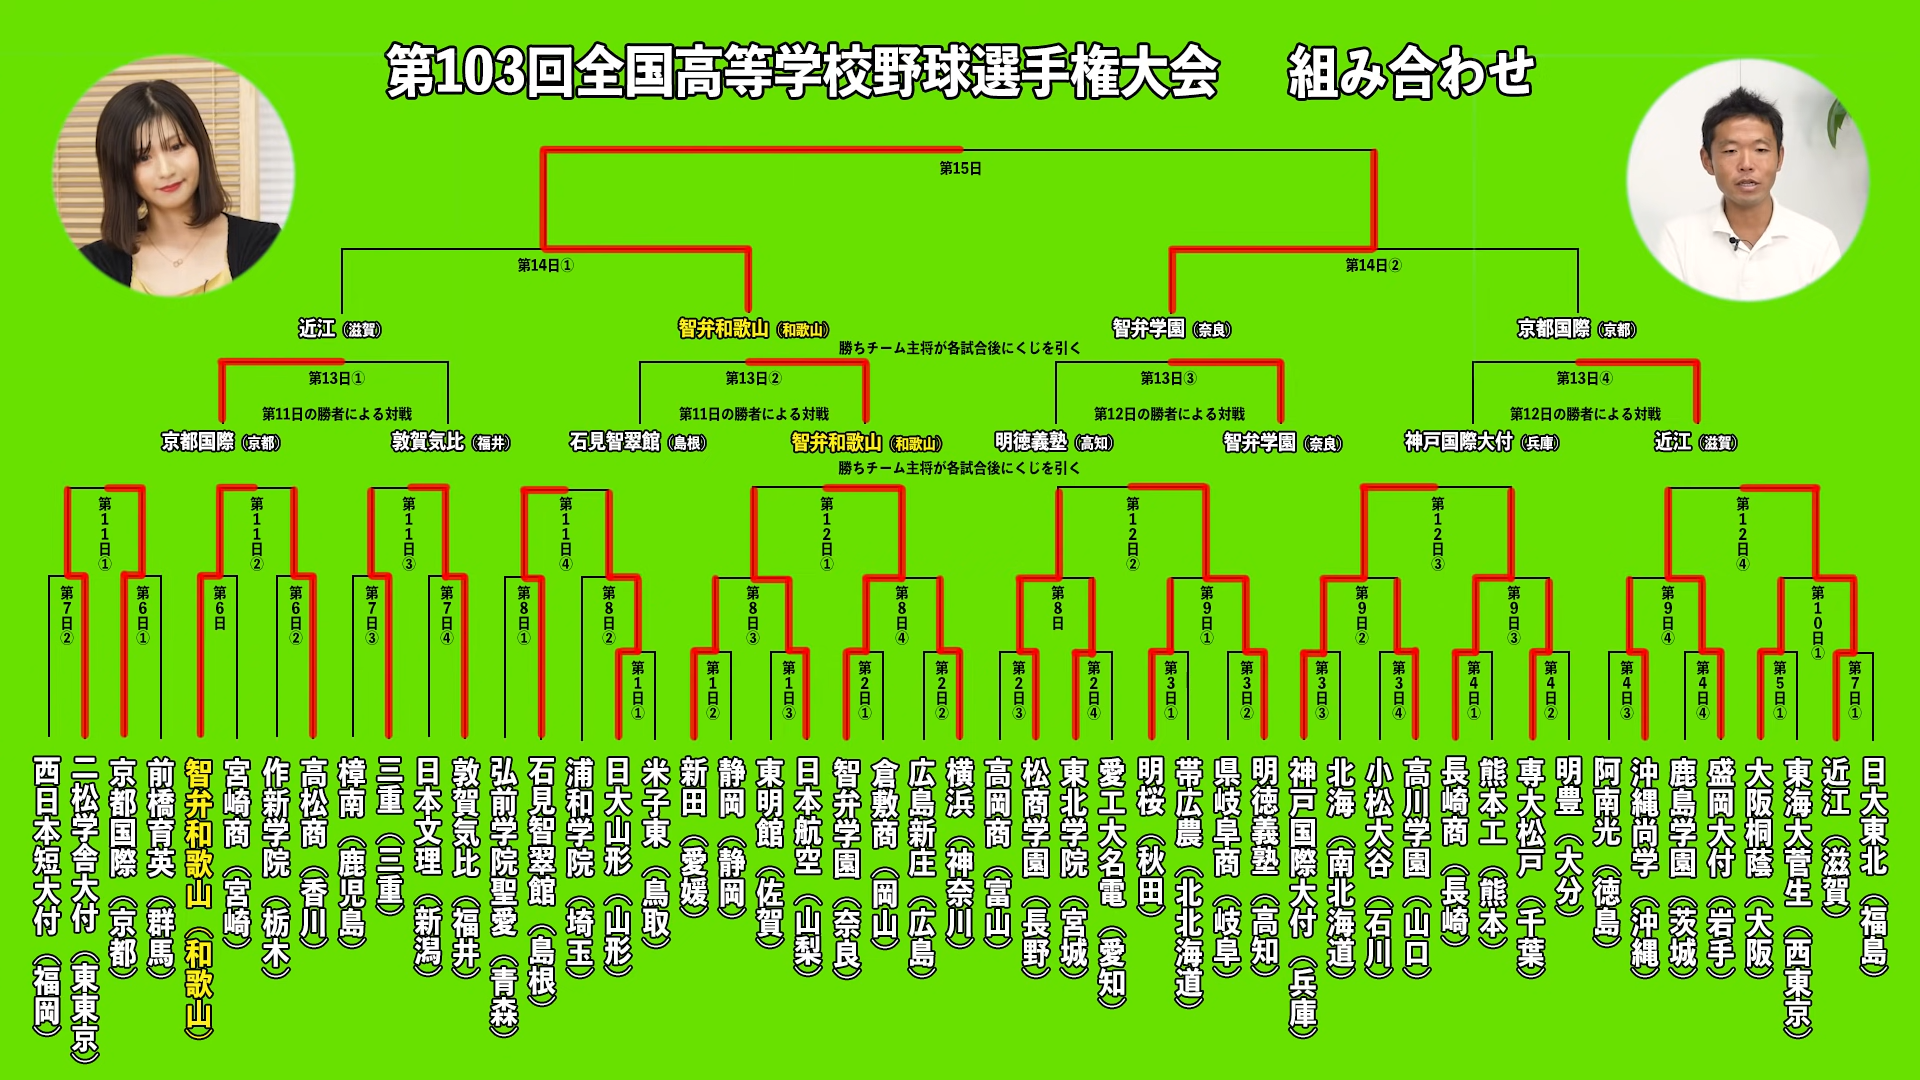 第103回全国高等学校野球選手権大会　組み合わせ
第15日
第14日①
第14日②
近江（滋賀）
智弁和歌山（和歌山）
智弁学園（奈良）
京都国際（京都）
勝ちチーム主将が各試合後にくじを引く
第13日①
第13日②
第13日③
第13日④
第11日の勝者による対戦
第11日の勝者による対戦
第12日の勝者による対戦
第12日の勝者による対戦
京都国際（京都）
敦賀気比（福井）
石見智翠館（島根）
智弁和歌山（和歌山）
明徳義塾（高知）
智弁学園（奈良）
神戸国際大付（兵庫）
近江（滋賀）
勝ちチーム主将が各試合後にくじを引く
第11日①
第11日②
第11日③
第11日④
第12日①
第12日②
第12日③
第12日④
第7日②
第6日①
第6日
第6日②
第7日③
第7日④
第8日①
第8日②
第8日③
第8日④
第8日
第9日①
第9日②
第9日③
第9日④
第10日①
第1日①
第1日②
第1日③
第2日①
第2日②
第2日③
第2日④
第3日①
第3日②
第3日③
第3日④
第4日①
第4日②
第4日③
第4日④
第5日①
第7日①
西日本短大付（福岡）
二松学舎大付（東東京）
京都国際（京都）
前橋育英（群馬）
智弁和歌山（和歌山）
宮崎商（宮崎）
作新学院（栃木）
高松商（香川）
樟南（鹿児島）
三重（三重）
日本文理（新潟）
敦賀気比（福井）
弘前学院聖愛（青森）
石見智翠館（島根）
浦和学院（埼玉）
日大山形（山形）
米子東（鳥取）
新田（愛媛）
静岡（静岡）
東明館（佐賀）
日本航空（山梨）
智弁学園（奈良）
倉敷商（岡山）
広島新庄（広島）
横浜（神奈川）
高岡商（富山）
松商学園（長野）
東北学院（宮城）
愛工大名電（愛知）
明桜（秋田）
帯広農（北北海道）
県岐阜商（岐阜）
明徳義塾（高知）
神戸国際大付（兵庫）
北海（南北海道）
小松大谷（石川）
高川学園（山口）
長崎商（長崎）
熊本工（熊本）
専大松戸（千葉）
明豊（大分）
阿南光（徳島）
沖縄尚学（沖縄）
鹿島学園（茨城）
盛岡大付（岩手）
大阪桐蔭（大阪）
東海大菅生（西東京）
近江（滋賀）
日大東北（福島）